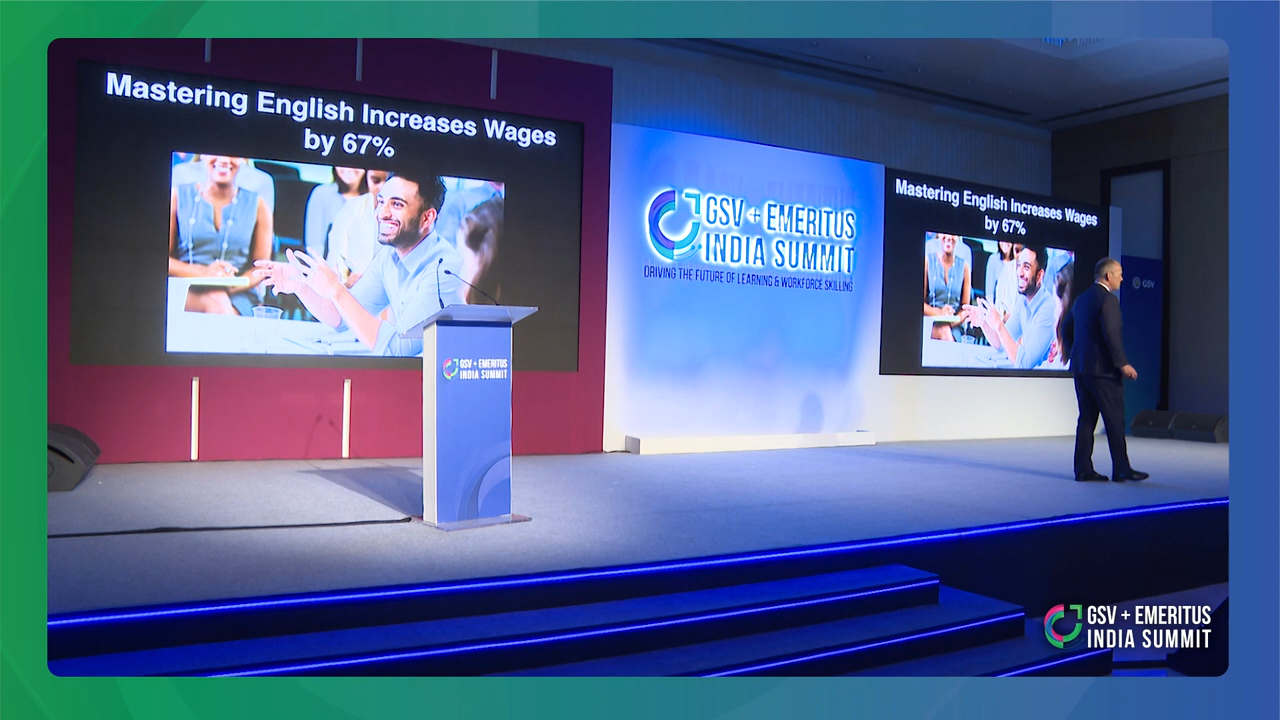 Mastering English Increases Wages
by 67%
GSV + EMERITUS
INDIA SUMMIT
DRIVING THE FUTURE OF LEARNING & WORKFORCE SKILLING
Mastering English Increases Wages
by 67%
GSV
GSV + EMERITUS
INDIA SUMMIT
GSV + EMERITUS
INDIA SUMMIT